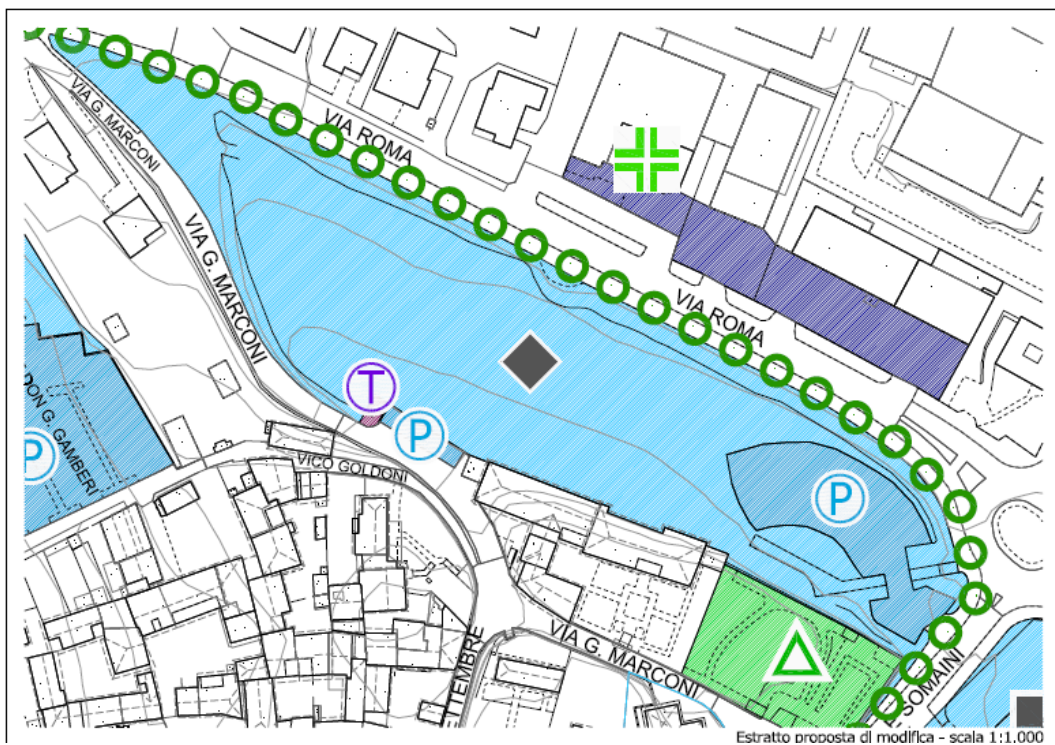 VIA G. MARCONI
VIA ROMA
VIA G. MARCONI
VIA ROMA
T
P
P
DON G. GAMBERI
P
VICO GOLDONI
VIA G. MARCONI
ETTEMBRE
E SOMAINI
Estratto proposta di modifica - scala 1:1.000